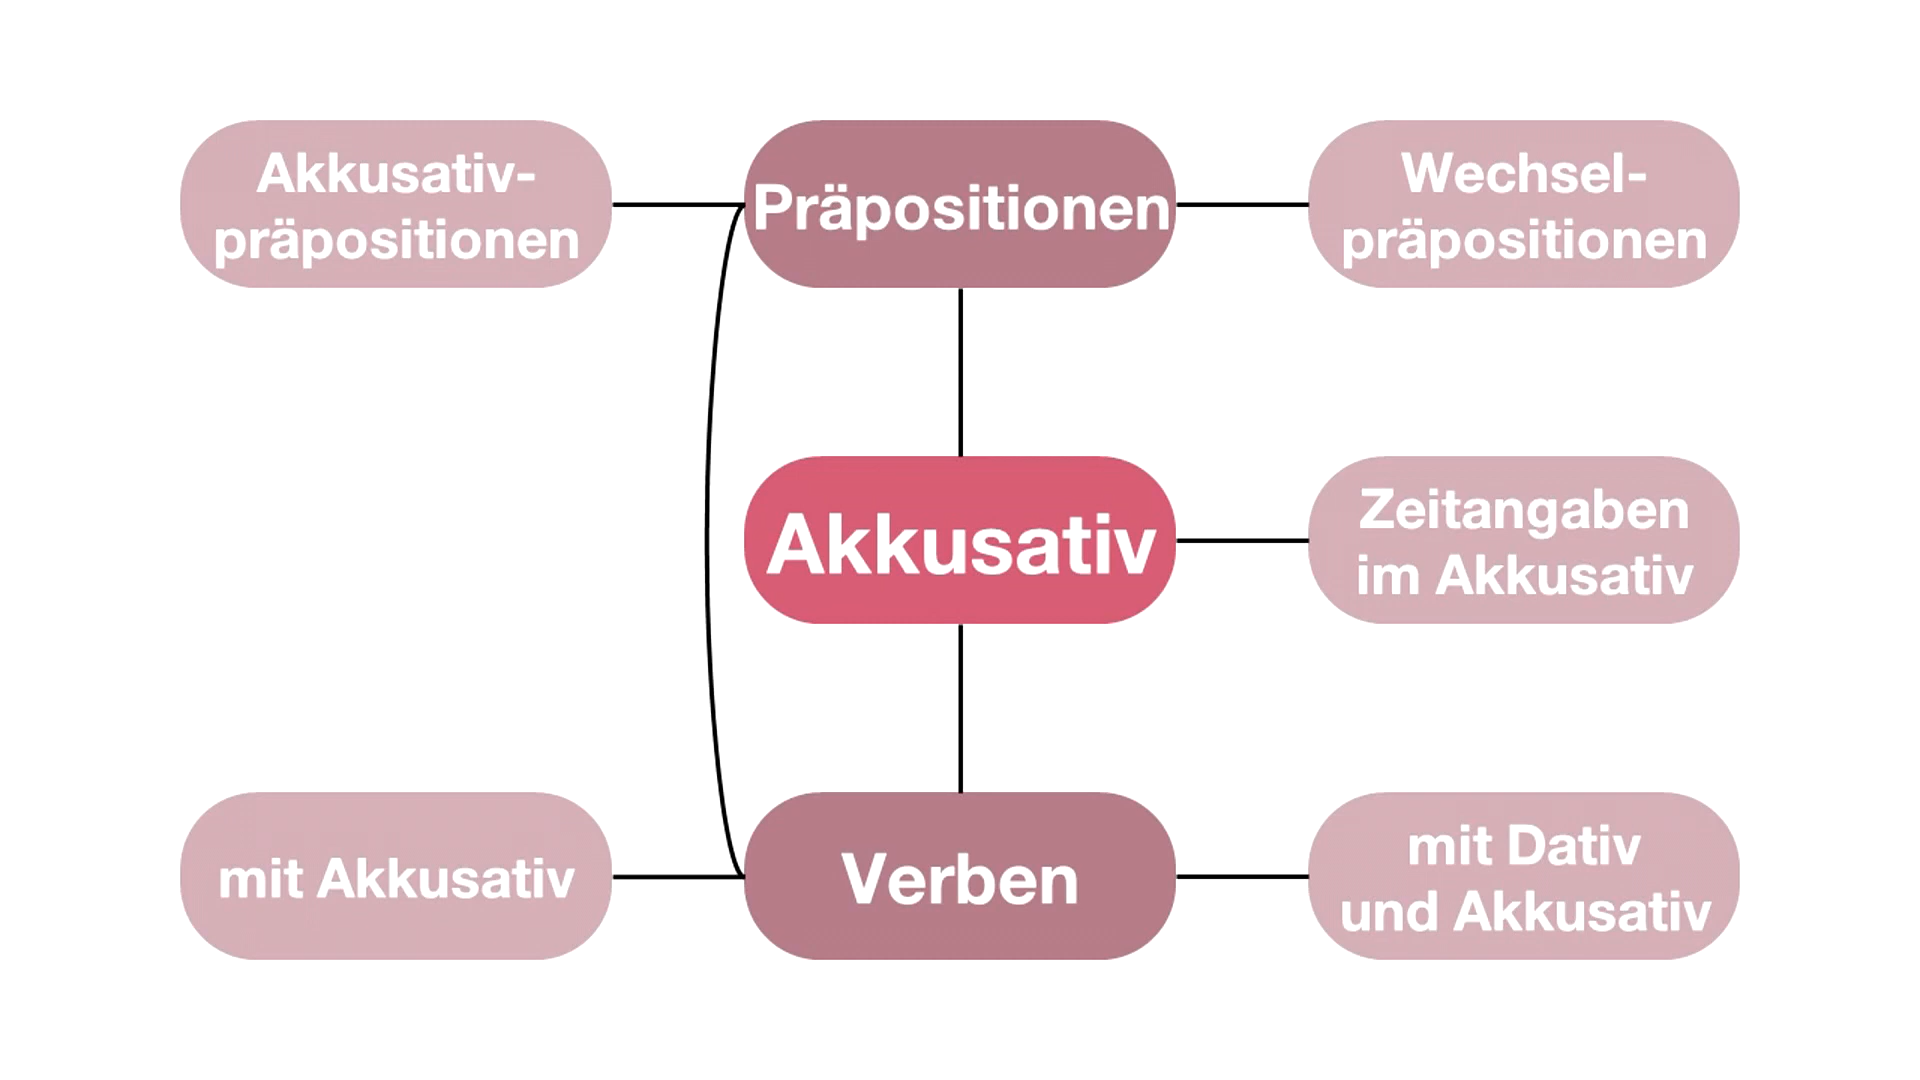 Akkusativ-
präpositionen
Präpositionen
Wechsel-
präpositionen
Akkusativ
Zeitangaben
im Akkusativ
mit Akkusativ
Verben
mit Dativ
und Akkusativ